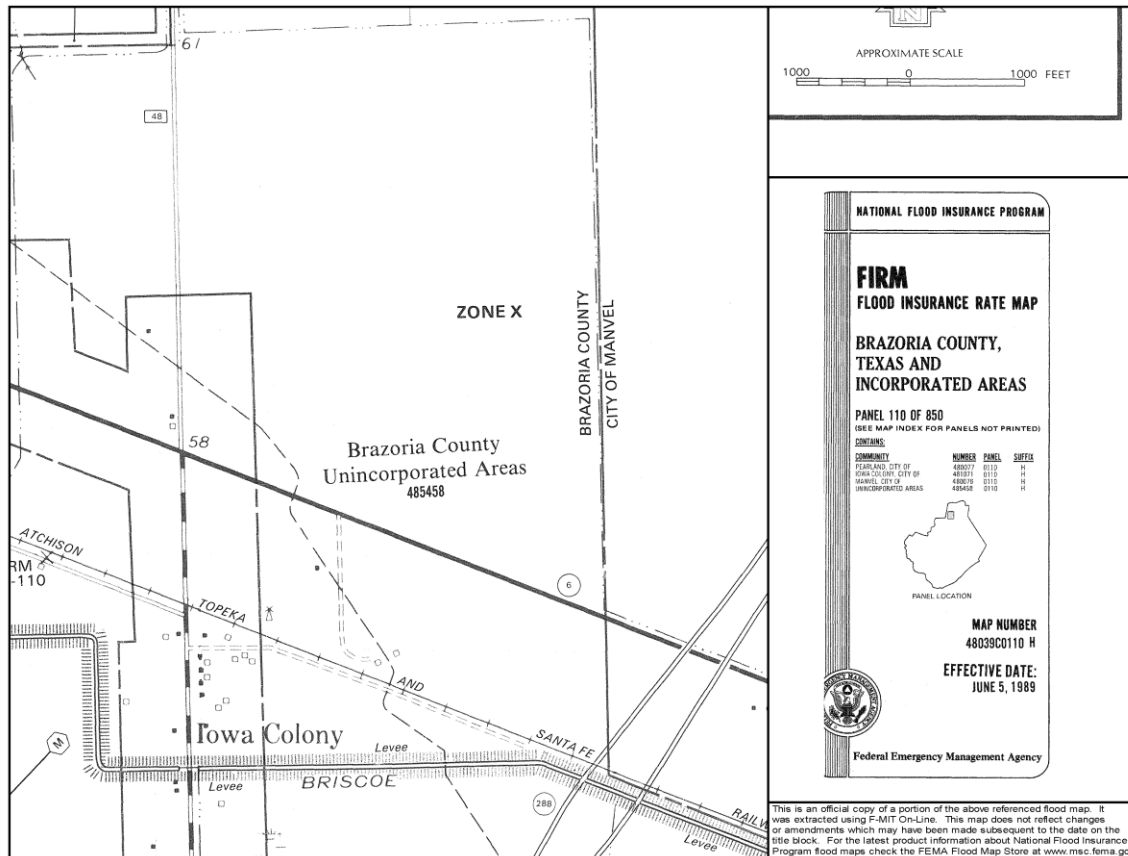 61
48
ZONE X
BRAZORIA COUNTY
CITY OF MANVEL
58
Brazoria County
Unincorporated Areas
485458
ATCHISON
RM
-110
TOPEKA
6
AND
Iowa Colony
Levee
SANTA FE
Levee
BRISCOE
M
288
RAILW
Levee
N
APPROXIMATE SCALE
1000 0 1000 FEET
NATIONAL FLOOD INSURANCE PROGRAM
FIRM
FLOOD INSURANCE RATE MAP
BRAZORIA COUNTY,
TEXAS AND
INCORPORATED AREAS
PANEL 110 OF 850
(SEE MAP INDEX FOR PANELS NOT PRINTED)
CONTAINS:
COMMUNITY NUMBER PANEL SUFFIX
PEARLAND, CITY OF 480077 0110 H
IOWA COLONY, CITY OF 481071 0110 H
MANVEL, CITY OF 480076 0110 H
UNINCORPORATED AREAS 485458 0110 H
PANEL LOCATION
MAP NUMBER
48039C0110 H
EFFECTIVE DATE:
JUNE 5, 1989
Federal Emergency Management Agency
This is an official copy of a portion of the above referenced flood map. It
was extracted using F-MIT On-Line. This map does not reflect changes
or amendments which may have been made subsequent to the date on the
title block. For the latest product information about National Flood Insurance
Program flood maps check the FEMA Flood Map Store at www.msc.fema.go